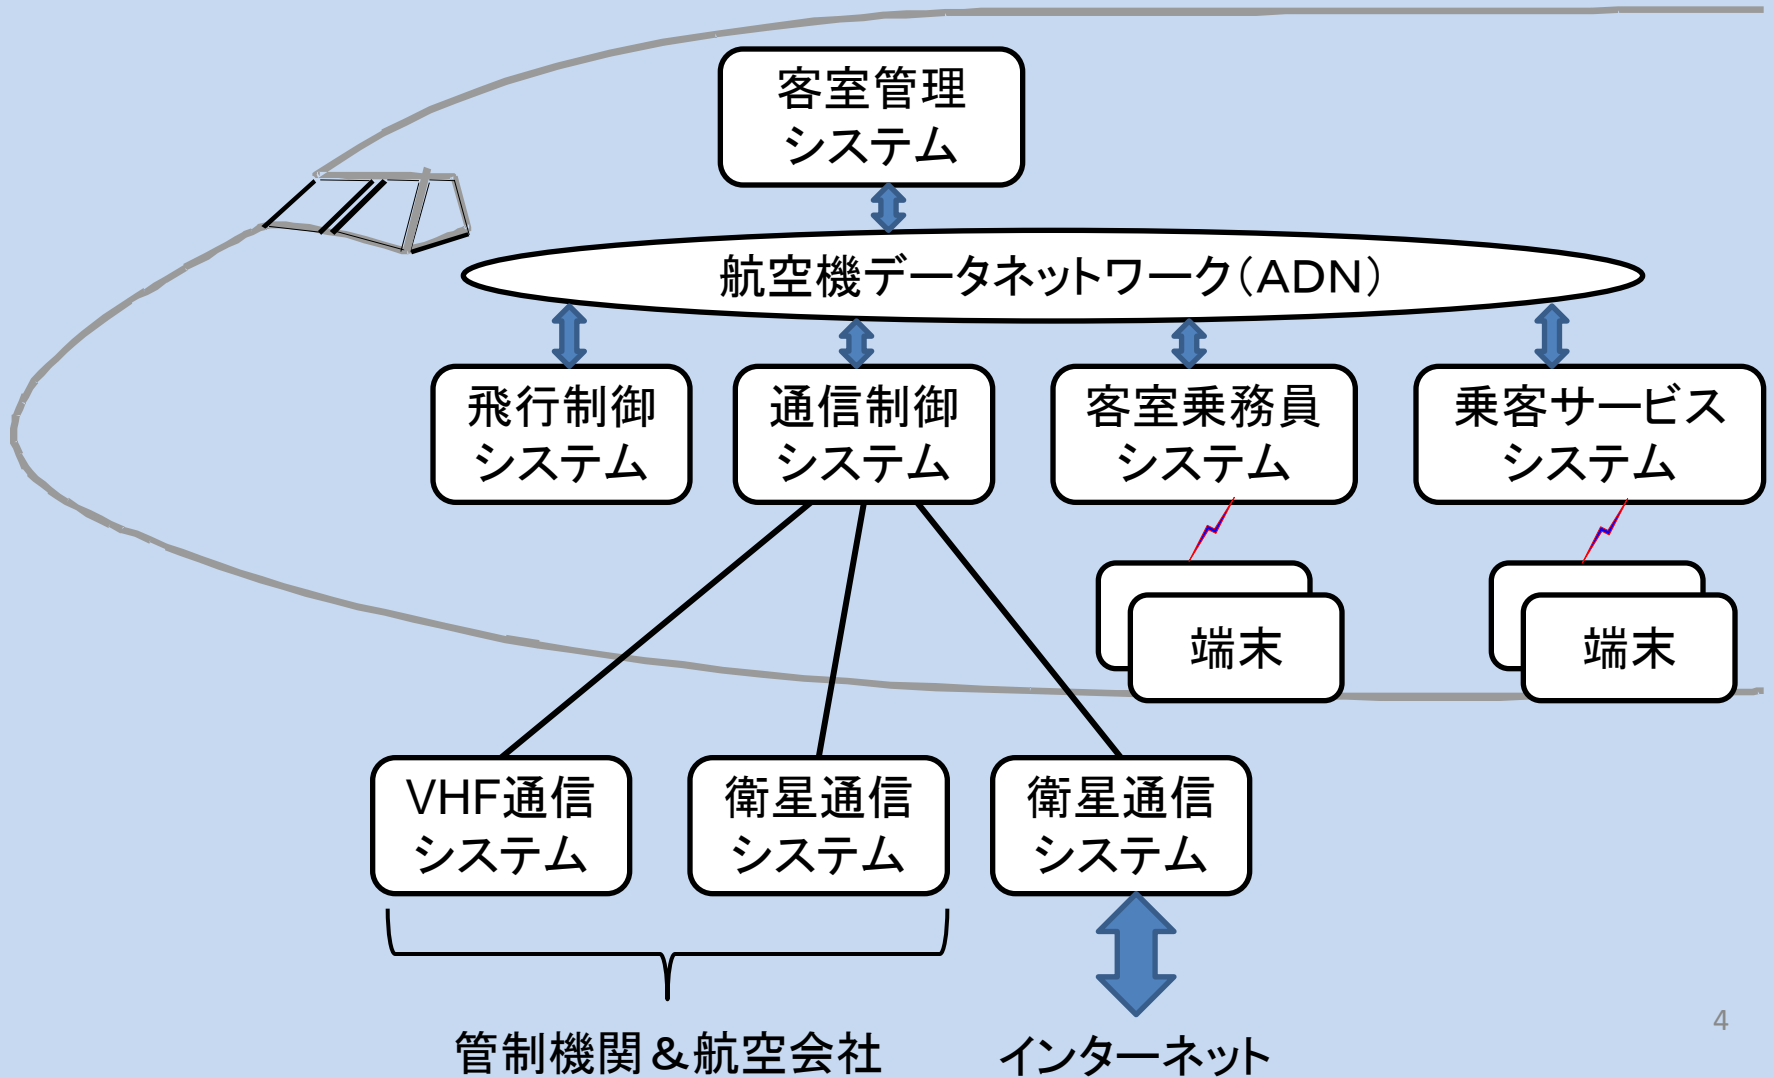 客室管理
システム
航空機データネットワーク(ADN)
飛行制御
システム
通信制御
システム
客室乗務員
システム
乗客サービス
システム
端末
端末
VHF通信
システム
衛星通信
システム
衛星通信
システム
管制機関＆航空会社
インターネット
4